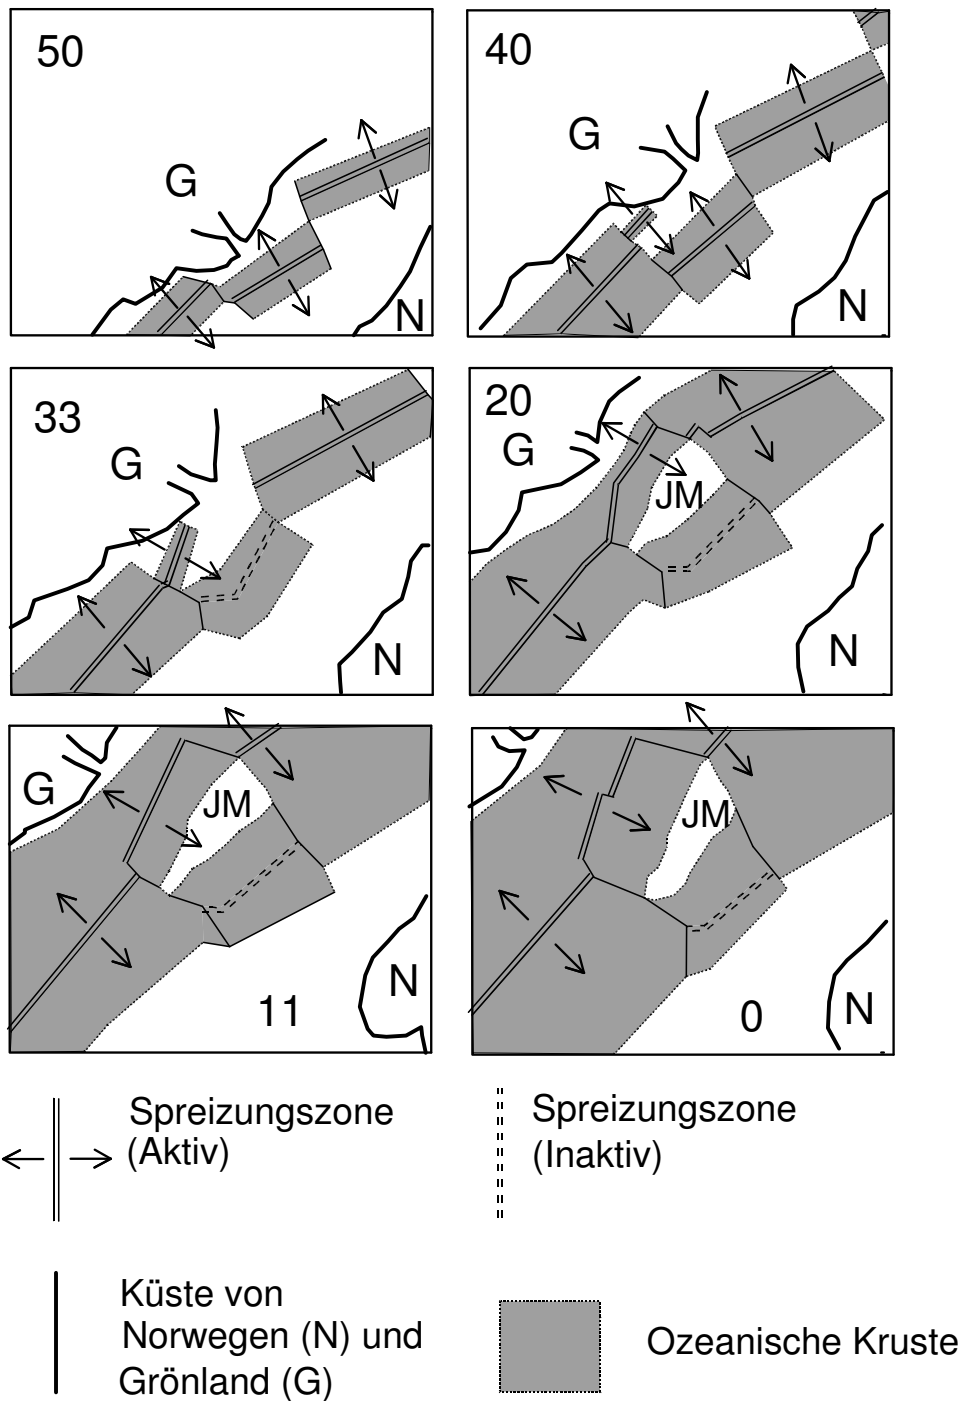 50
G
N
40
G
N
33
G
N
20
G
JM
N
G
JM
N
11
JM
N
0
Spreizungszone
(Aktiv)
Spreizungszone
(Inaktiv)
Küste von
Norwegen (N) und
Grönland (G)
Ozeanische Kruste